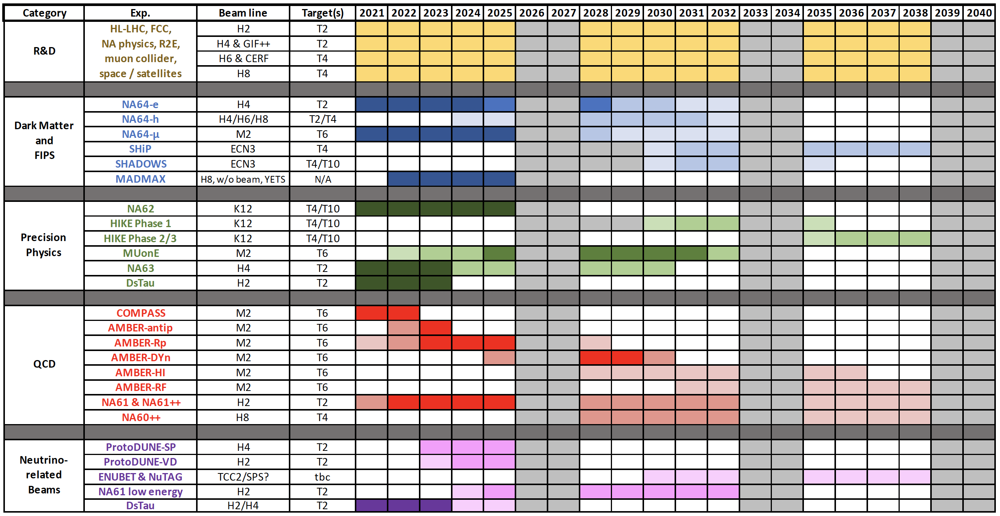 Category Exp. Beam line Target(s) 2021 2022 2023 2024 2025 2026 2027 2028 2029 2030 2031 2032 2033 2034 2035 2036 2037 2038 2039 2040
R&D
HL-LHC, FCC,
NA physics, R2E,
muon collider,
space / satellites
H2 T2
H4 & GIF++ T2
H6 & CERF T4
H8 T4
Dark Matter
and
FIPS
NA64-e H4 T2
NA64-h H4/H6/H8 T2/T4
NA64-μ M2 T6
SHiP ECN3 T4
SHADOWS ECN3 T4/T10
MADMAX H8, w/o beam, YETS N/A
Precision
Physics
NA62 K12 T4/T10
HIKE Phase 1 K12 T4/T10
HIKE Phase 2/3 K12 T4/T10
MUonE M2 T6
NA63 H4 T2
DsTau H2 T2
QCD
COMPASS M2 T6
AMBER-antip M2 T6
AMBER-Rp M2 T6
AMBER-DYn M2 T6
AMBER-HI M2 T6
AMBER-RF M2 T6
NA61 & NA61++ H2 T2
NA60++ H8 T4
Neutrino-
related
Beams
ProtoDUNE-SP H4 T2
ProtoDUNE-VD H2 T2
ENUBET & NuTAG TCC2/SPS? tbc
NA61 low energy H2 T2
DsTau H2/H4 T2